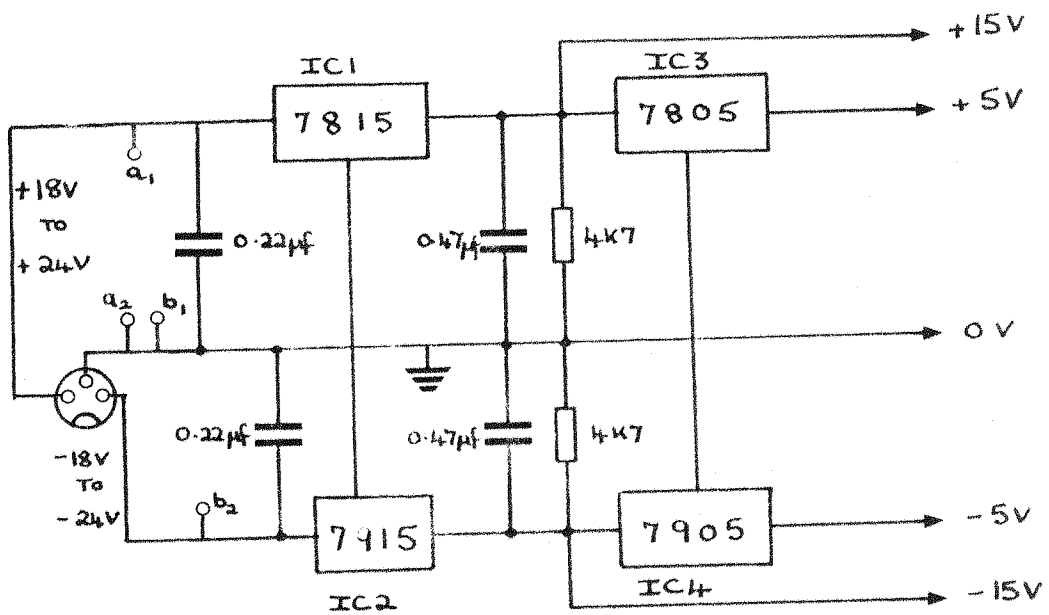 +15V
IC1
IC3
7815
7805
+5V
a₁
+18V
TO
+24V
0.22µf
0.47µf
4K7
a₂
b₁
0V
0.22µf
0.47µf
4K7
-18V
TO
-24V
b₂
7915
7905
-5V
IC2
IC4
-15V